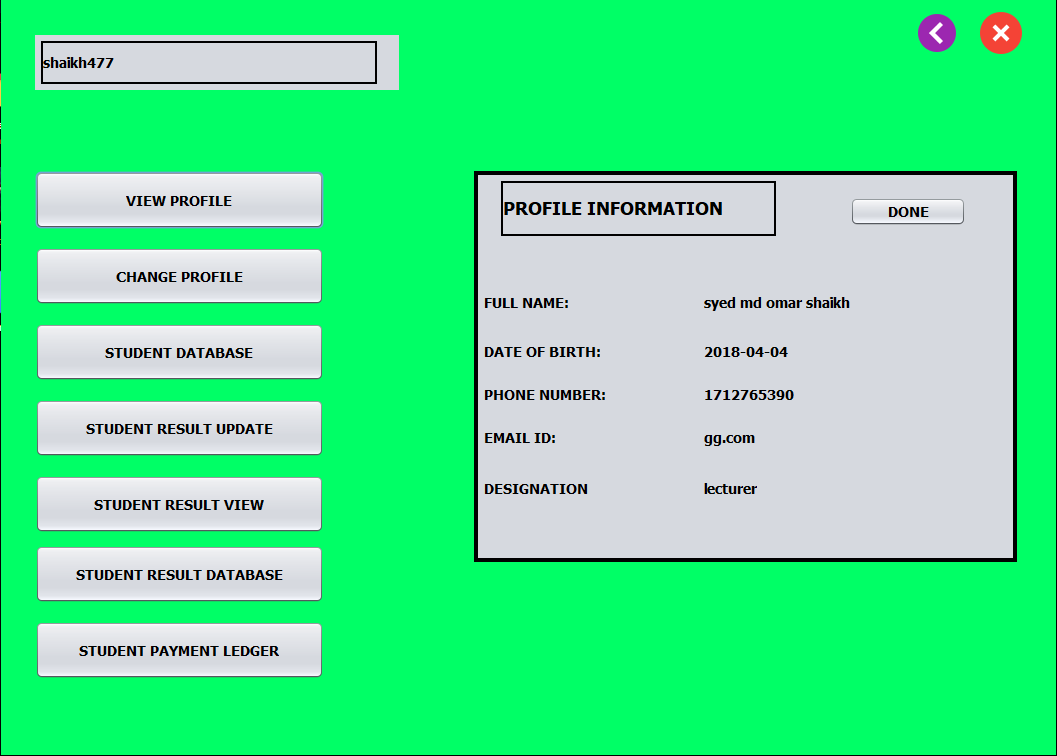 shaikh477
VIEW PROFILE
CHANGE PROFILE
STUDENT DATABASE
STUDENT RESULT UPDATE
STUDENT RESULT VIEW
STUDENT RESULT DATABASE
STUDENT PAYMENT LEDGER
PROFILE INFORMATION
DONE
FULL NAME: syed md omar shaikh
DATE OF BIRTH: 2018-04-04
PHONE NUMBER: 1712765390
EMAIL ID: gg.com
DESIGNATION lecturer